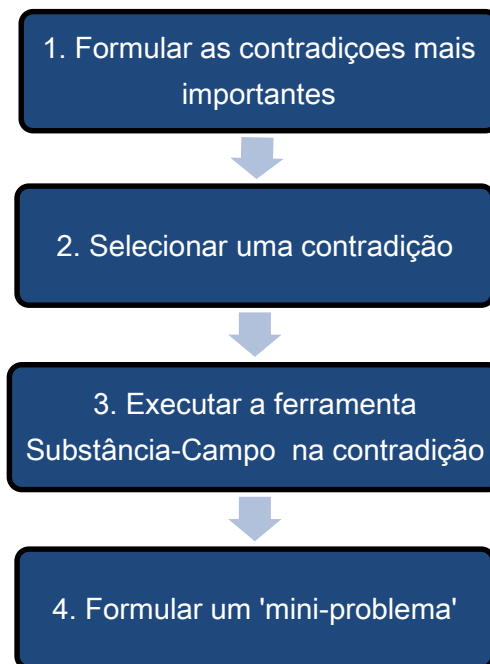 1. Formular as contradiçoes mais
importantes
2. Selecionar uma contradição
3. Executar a ferramenta
Substância-Campo na contradição
4. Formular um 'mini-problema'